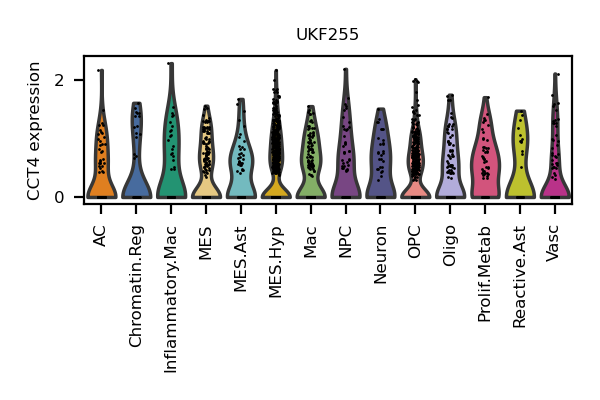 UKF255
CCT4 expression
2
0
AC
Chromatin.Reg
Inflammatory.Mac
MES
MES.Ast
MES.Hyp
Mac
NPC
Neuron
OPC
Oligo
Prolif.Metab
Reactive.Ast
Vasc